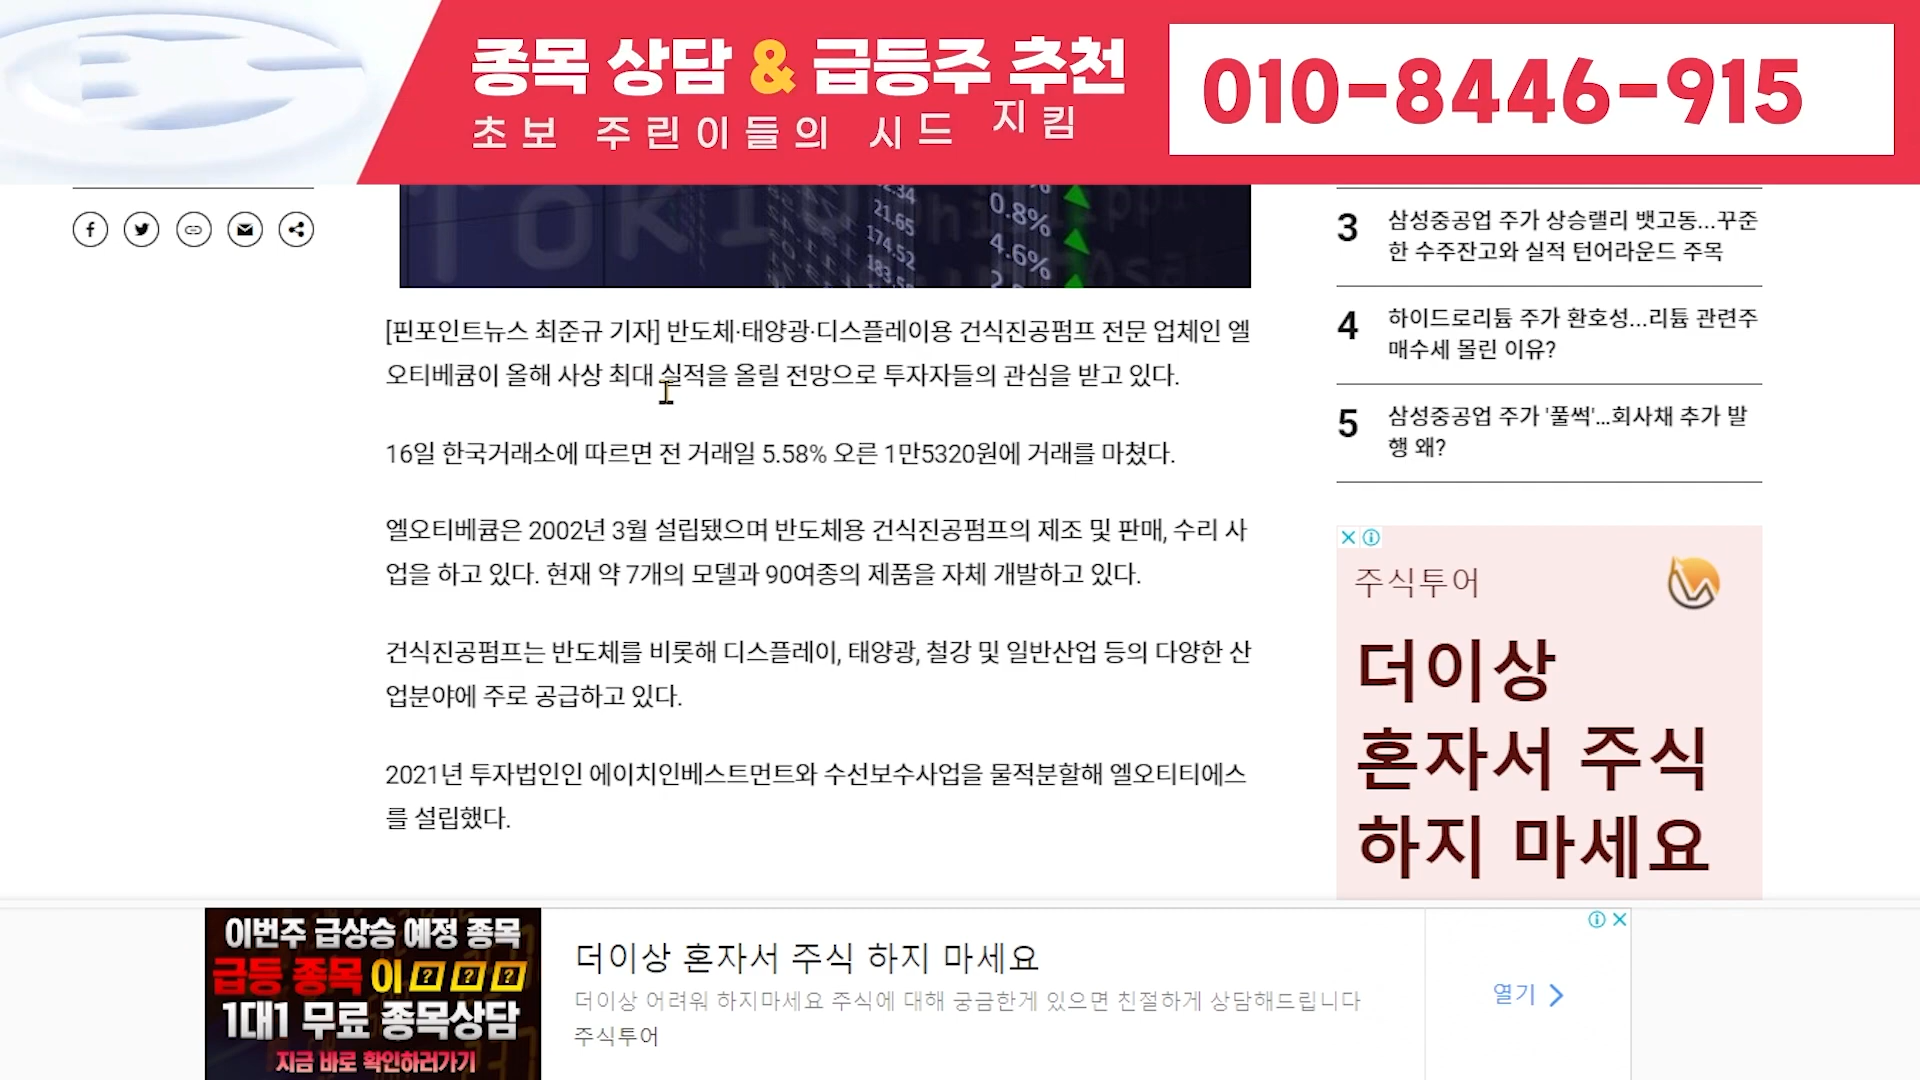 종목 상담 & 급등주 추천
초보 주린이들의 시드 지킴
010-8446-915
TOKYO
21.65
174.52
0.8%
4.6%
[핀포인트뉴스 최준규 기자] 반도체·태양광·디스플레이용 건식진공펌프 전문 업체인 엘
오티베큠이 올해 사상 최대 실적을 올릴 전망으로 투자자들의 관심을 받고 있다.
16일 한국거래소에 따르면 전 거래일 5.58% 오른 1만5320원에 거래를 마쳤다.
엘오티베큠은 2002년 3월 설립됐으며 반도체용 건식진공펌프의 제조 및 판매, 수리 사
업을 하고 있다. 현재 약 7개의 모델과 90여종의 제품을 자체 개발하고 있다.
건식진공펌프는 반도체를 비롯해 디스플레이, 태양광, 철강 및 일반산업 등의 다양한 산
업분야에 주로 공급하고 있다.
2021년 투자법인인 에이치인베스트먼트와 수선보수사업을 물적분할해 엘오티티에스
를 설립했다.
3 삼성중공업 주가 상승랠리 뱃고동...꾸준
한 수주잔고와 실적 턴어라운드 주목
4 하이드로리튬 주가 환호성...리튬 관련주
매수세 몰린 이유?
5 삼성중공업 주가 '풀썩'...회사채 추가 발
행 왜?
주식투어
더이상
혼자서 주식
하지 마세요
이번주 급상승 예정 종목
급등 종목이 ???
1대1 무료 종목상담
지금 바로 확인하러가기
더이상 혼자서 주식 하지 마세요
더이상 어려워 하지마세요 주식에 대해 궁금한게 있으면 친절하게 상담해드립니다
주식투어
열기